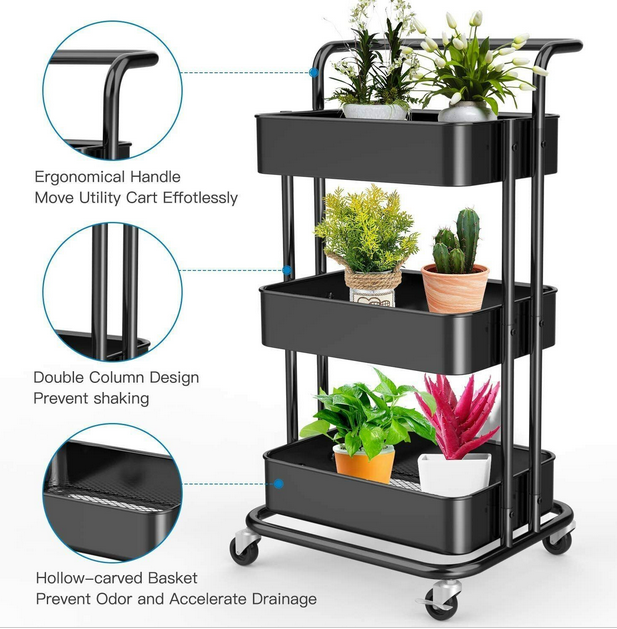 Ergonomical Handle
Move Utility Cart Effotlessly
Double Column Design
Prevent shaking
Hollow-carved Basket
Prevent Odor and Accelerate Drainage